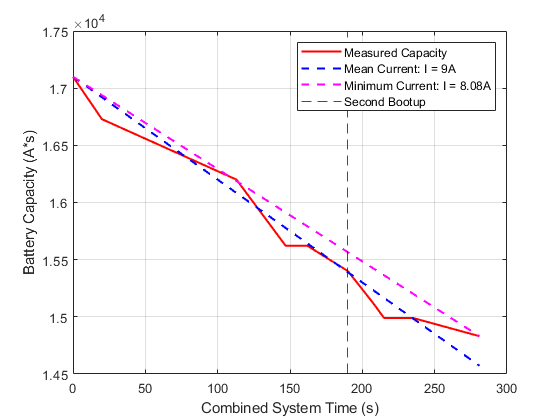 ×10⁴
1.75
1.7
1.65
1.6
1.55
1.5
1.45
Battery Capacity (A*s)
0
50
100
150
200
250
300
Combined System Time (s)
Measured Capacity
Mean Current: I = 9A
Minimum Current: I = 8.08A
Second Bootup